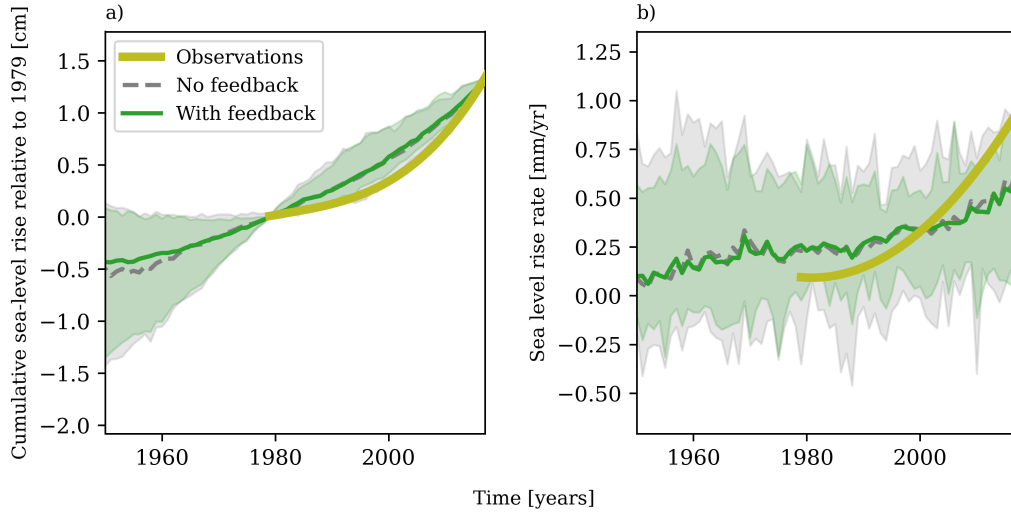 a)
Cumulative sea-level rise relative to 1979 [cm]
1.5
1.0
0.5
0.0
−0.5
−1.0
−1.5
−2.0
Observations
No feedback
With feedback
1960
1980
2000
b)
Sea level rise rate [mm/yr]
1.25
1.00
0.75
0.50
0.25
0.00
−0.25
−0.50
1960
1980
2000
Time [years]